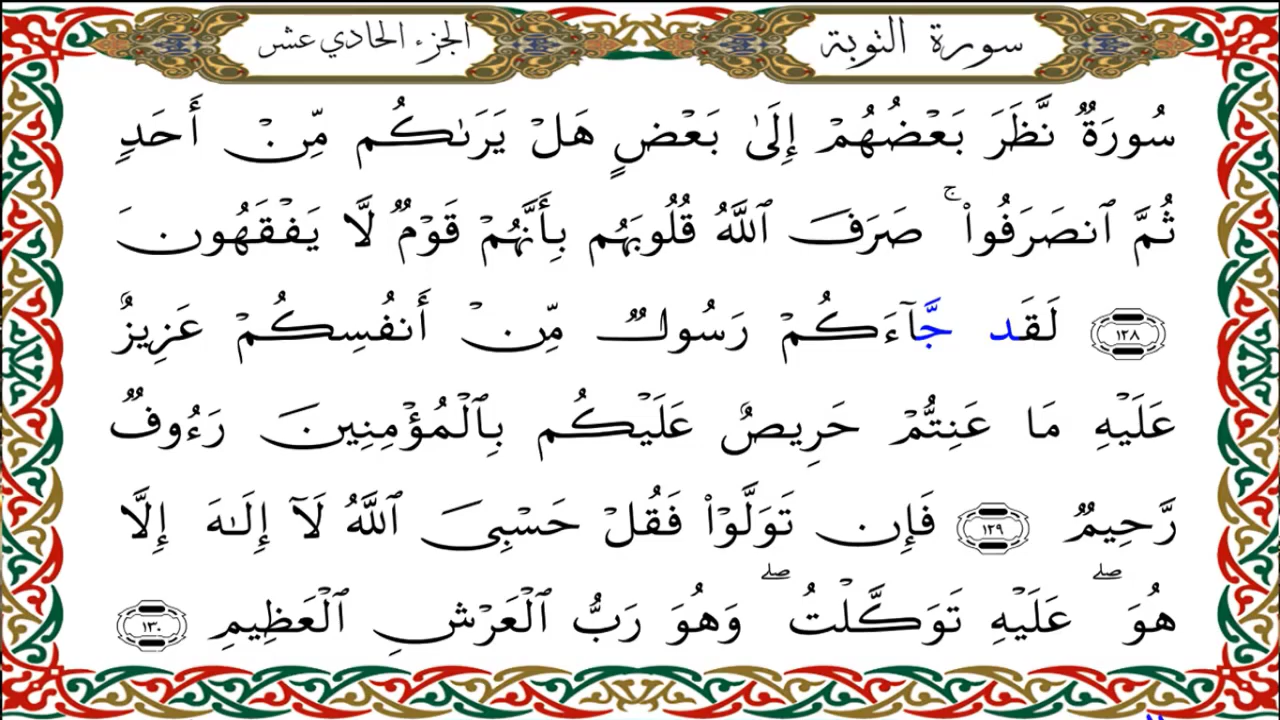 سورة التوبة
الجزء الحادي عشر
سُورَةٌ نَّظَرَ بَعْضُهُمْ إِلَىٰ بَعْضٍ هَلْ يَرَىٰكُم مِّنْ أَحَدٍ
ثُمَّ ٱنصَرَفُواْ ۚ صَرَفَ ٱللَّهُ قُلُوبَهُم بِأَنَّهُمْ قَوْمٌ لَّا يَفْقَهُونَ
١٢٨ لَقَد جَّآءَكُمْ رَسُولٌ مِّنْ أَنفُسِكُمْ عَزِيزٌ
عَلَيْهِ مَا عَنِتُّمْ حَرِيصٌ عَلَيْكُم بِٱلْمُؤْمِنِينَ رَءُوفٌ
رَّحِيمٌ ١٢٩ فَإِن تَوَلَّوْاْ فَقُلْ حَسْبِىَ ٱللَّهُ لَآ إِلَـٰهَ إِلَّا
هُوَ ۖ عَلَيْهِ تَوَكَّلْتُ ۖ وَهُوَ رَبُّ ٱلْعَرْشِ ٱلْعَظِيمِ ١٣٠